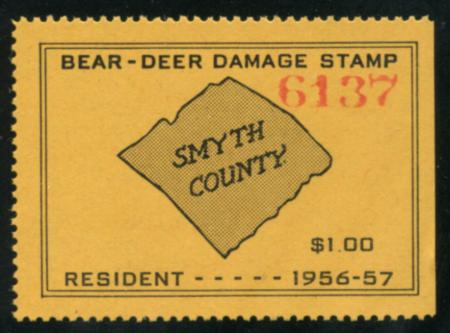 BEAR-DEER DAMAGE STAMP
6137
SMYTH
COUNTY
$1.00
RESIDENT - - - - - 1956-57